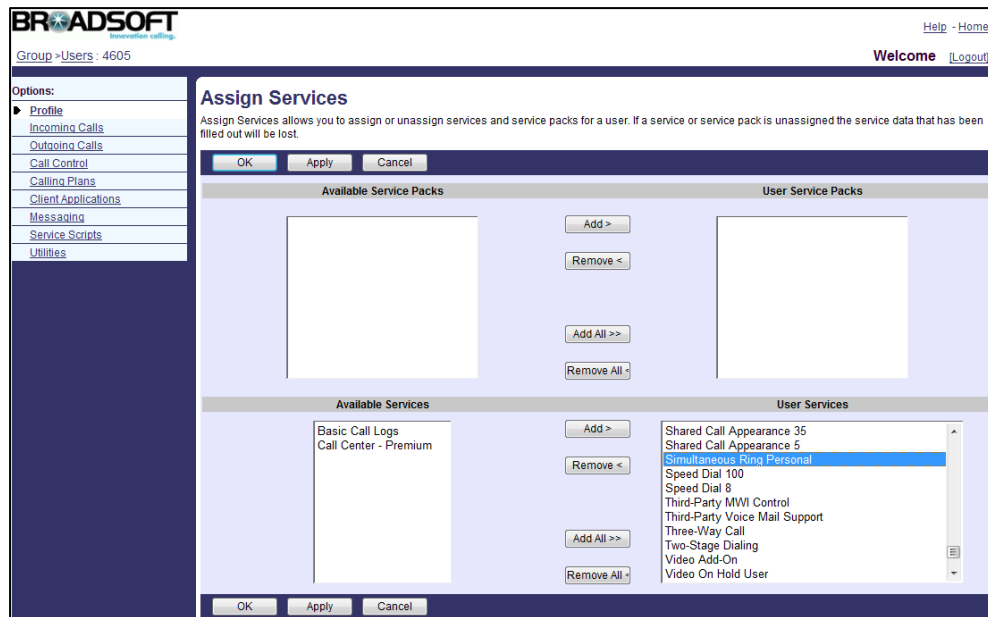 BROADSOFT
Innovation calling.
Help - Home
Group >Users : 4605
Welcome [Logout]
Options:
Profile
Incoming Calls
Outgoing Calls
Call Control
Calling Plans
Client Applications
Messaging
Service Scripts
Utilities
Assign Services
Assign Services allows you to assign or unassign services and service packs for a user. If a service or service pack is unassigned the service data that has been
filled out will be lost.
OK Apply Cancel
Available Service Packs User Service Packs
Add >
Remove <
Add All >>
Remove All <
Available Services User Services
Basic Call Logs
Call Center - Premium
Add >
Remove <
Add All >>
Remove All <
Shared Call Appearance 35
Shared Call Appearance 5
Simultaneous Ring Personal
Speed Dial 100
Speed Dial 8
Third-Party MWI Control
Third-Party Voice Mail Support
Three-Way Call
Two-Stage Dialing
Video Add-On
Video On Hold User
OK Apply Cancel